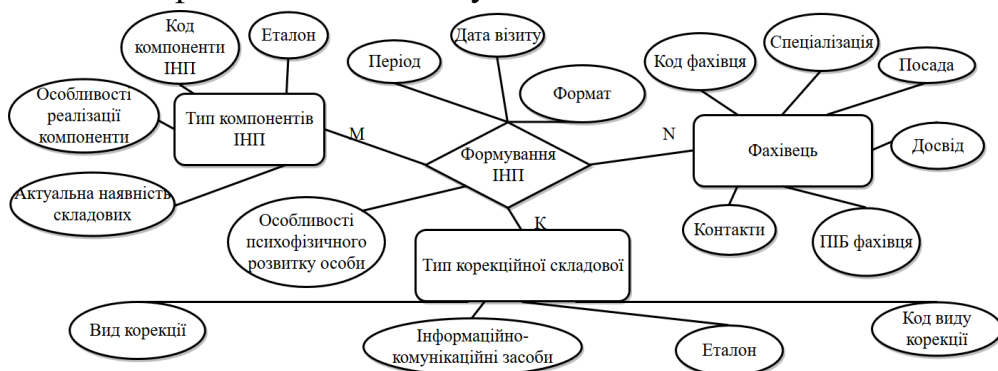 Код
компоненти
ІНП
Еталон
Період
Дата візиту
Формат
Код фахівця
Спеціалізація
Посада
Особливості
реалізації
компоненти
Тип компонентів
ІНП
М
Формування
ІНП
N
Фахівець
Досвід
Актуальна наявність
складових
Особливості
психофізичного
розвитку особи
К
Тип корекційної складової
Контакти
ПІБ фахівця
Вид корекції
Інформаційно-
комунікаційні засоби
Еталон
Код виду
корекції